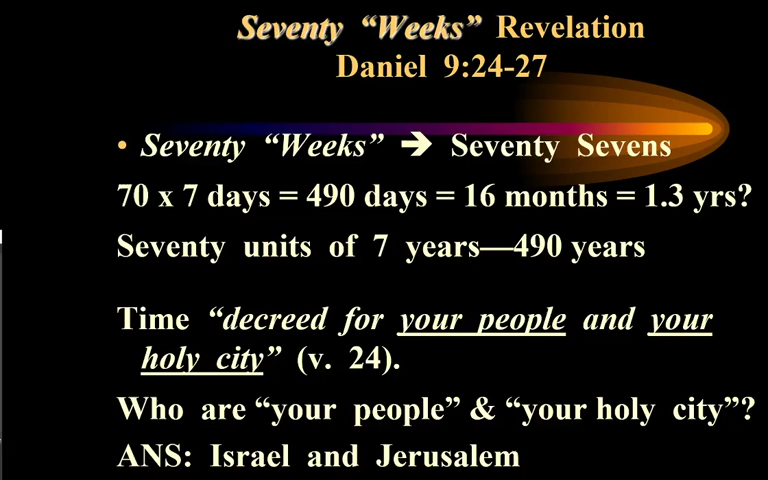 Seventy “Weeks” Revelation
Daniel 9:24-27
• Seventy “Weeks” ➔ Seventy Sevens
70 x 7 days = 490 days = 16 months = 1.3 yrs?
Seventy units of 7 years—490 years
Time “decreed for your people and your
holy city” (v. 24).
Who are “your people” & “your holy city”?
ANS: Israel and Jerusalem